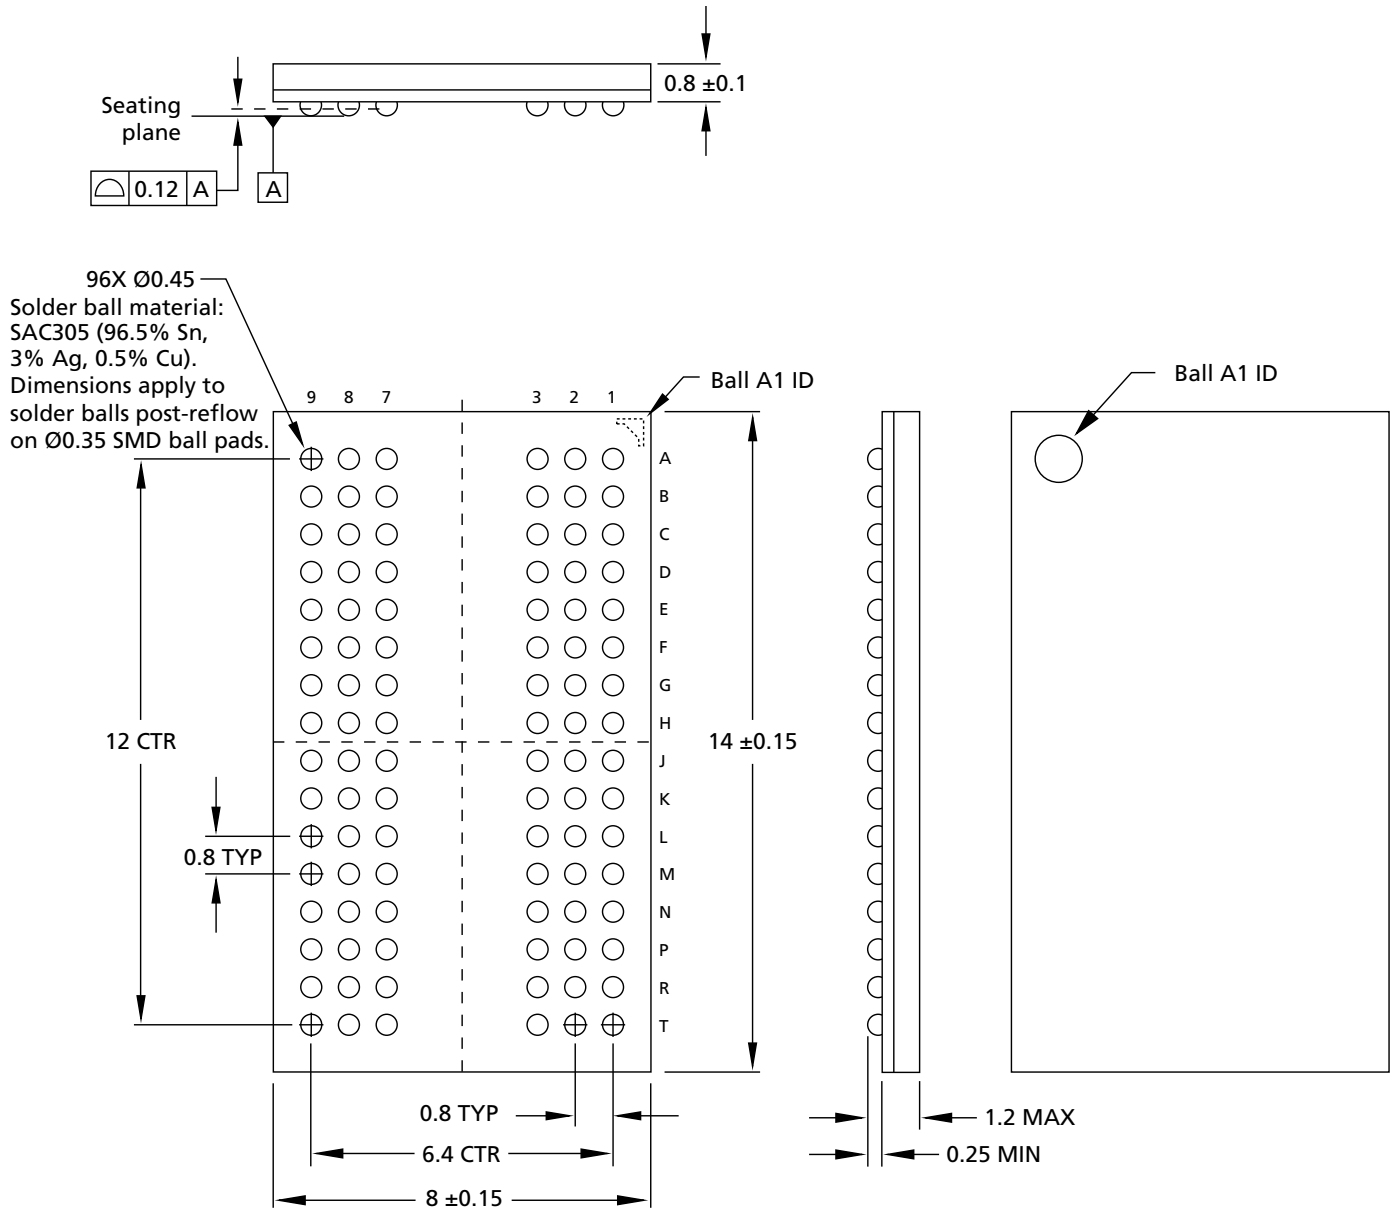 0.8 ±0.1
Seating
plane
0.12 A
A
96X Ø0.45
Solder ball material:
SAC305 (96.5% Sn,
3% Ag, 0.5% Cu).
Dimensions apply to
solder balls post-reflow
on Ø0.35 SMD ball pads.
9 8 7 3 2 1
Ball A1 ID
Ball A1 ID
A
B
C
D
E
F
G
H
J
K
L
M
N
P
R
T
12 CTR
14 ±0.15
0.8 TYP
0.8 TYP
6.4 CTR
8 ±0.15
1.2 MAX
0.25 MIN